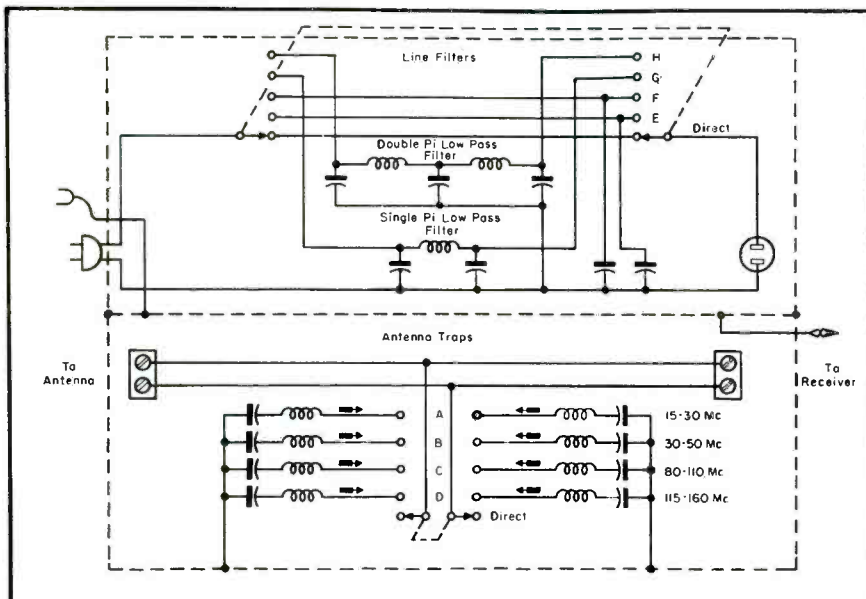 Line Filters
H
G
F
E
Direct
Double Pi Low Pass
Filter
Single Pi Low Pass
Filter
Antenna Traps
To
Antenna
To
Receiver
A
15-30 Mc
B
30-50 Mc
C
80-110 Mc
D
115-160 Mc
Direct